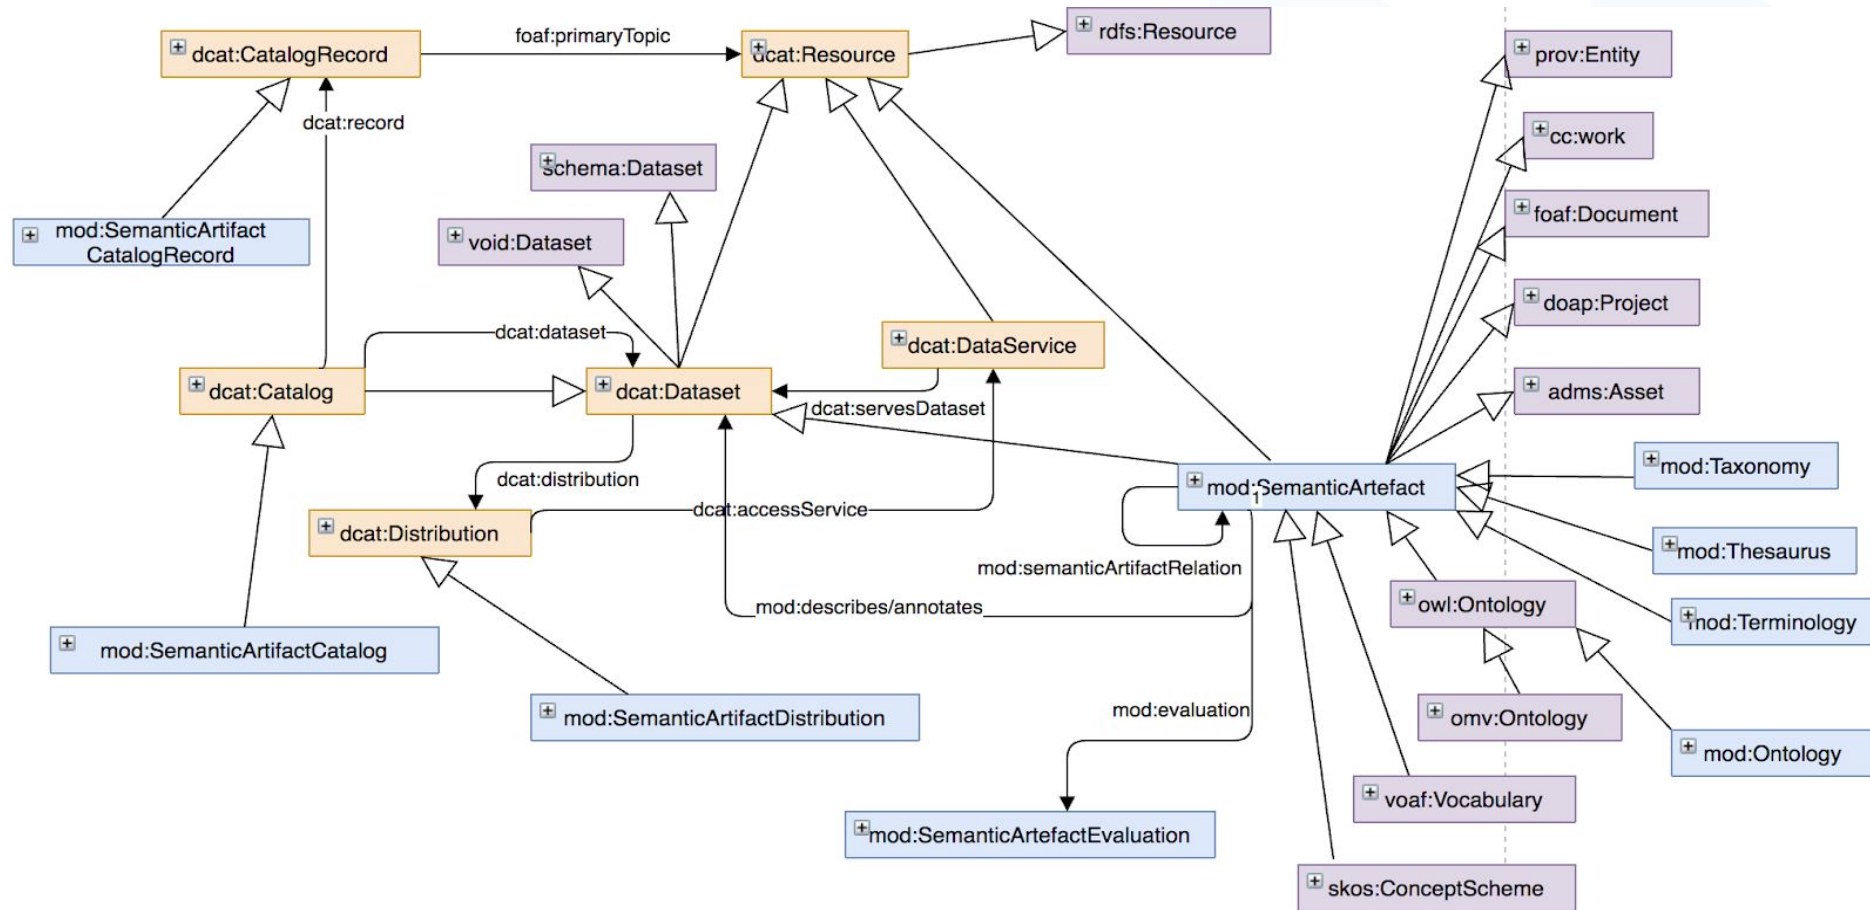 foaf:primaryTopic
rdfs:Resource
dcat:CatalogRecord
dcat:Resource
prov:Entity
dcat:record
cc:work
schema:Dataset
foaf:Document
mod:SemanticArtifact
CatalogRecord
void:Dataset
doap:Project
dcat:dataset
dcat:DataService
dcat:Catalog
dcat:Dataset
adms:Asset
dcat:servesDataset
mod:Taxonomy
dcat:distribution
mod:SemanticArtefact
1
dcat:accessService
dcat:Distribution
mod:Thesaurus
mod:semanticArtifactRelation
mod:describes/annotates
owl:Ontology
mod:Terminology
mod:SemanticArtifactCatalog
mod:evaluation
mod:SemanticArtifactDistribution
omv:Ontology
mod:Ontology
voaf:Vocabulary
mod:SemanticArtefactEvaluation
skos:ConceptScheme